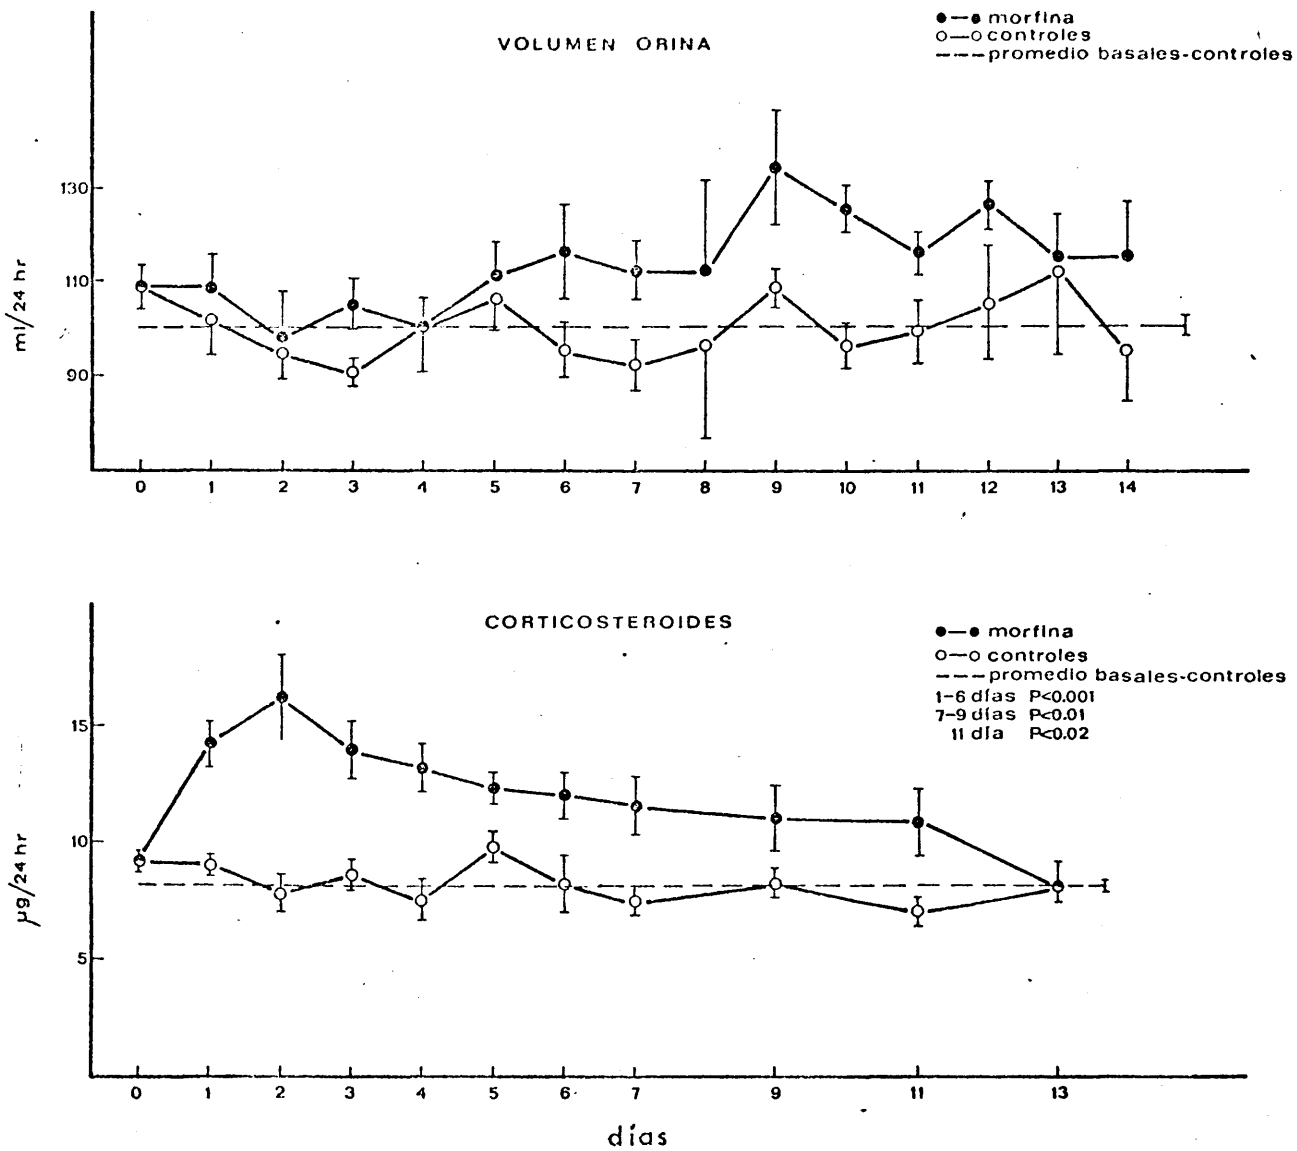 VOLUMEN ORINA
morfina
controles
promedio basales-controles
ml/24 hr
130
110
90
0 1 2 3 4 5 6 7 8 9 10 11 12 13 14
CORTICOSTEROIDES
morfina
controles
promedio basales-controles
1-6 días P<0.001
7-9 días P<0.01
11 día P<0.02
µg/24 hr
15
10
5
0 1 2 3 4 5 6 7 9 11 13
días